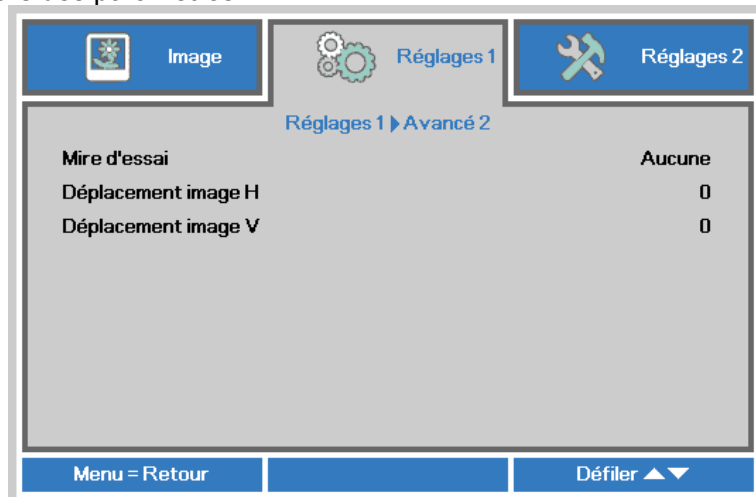 Image
Réglages 1
Réglages 2
Réglages 1 Avancé 2
Mire d'essai Aucune
Déplacement image H 0
Déplacement image V 0
Menu = Retour
Défiler